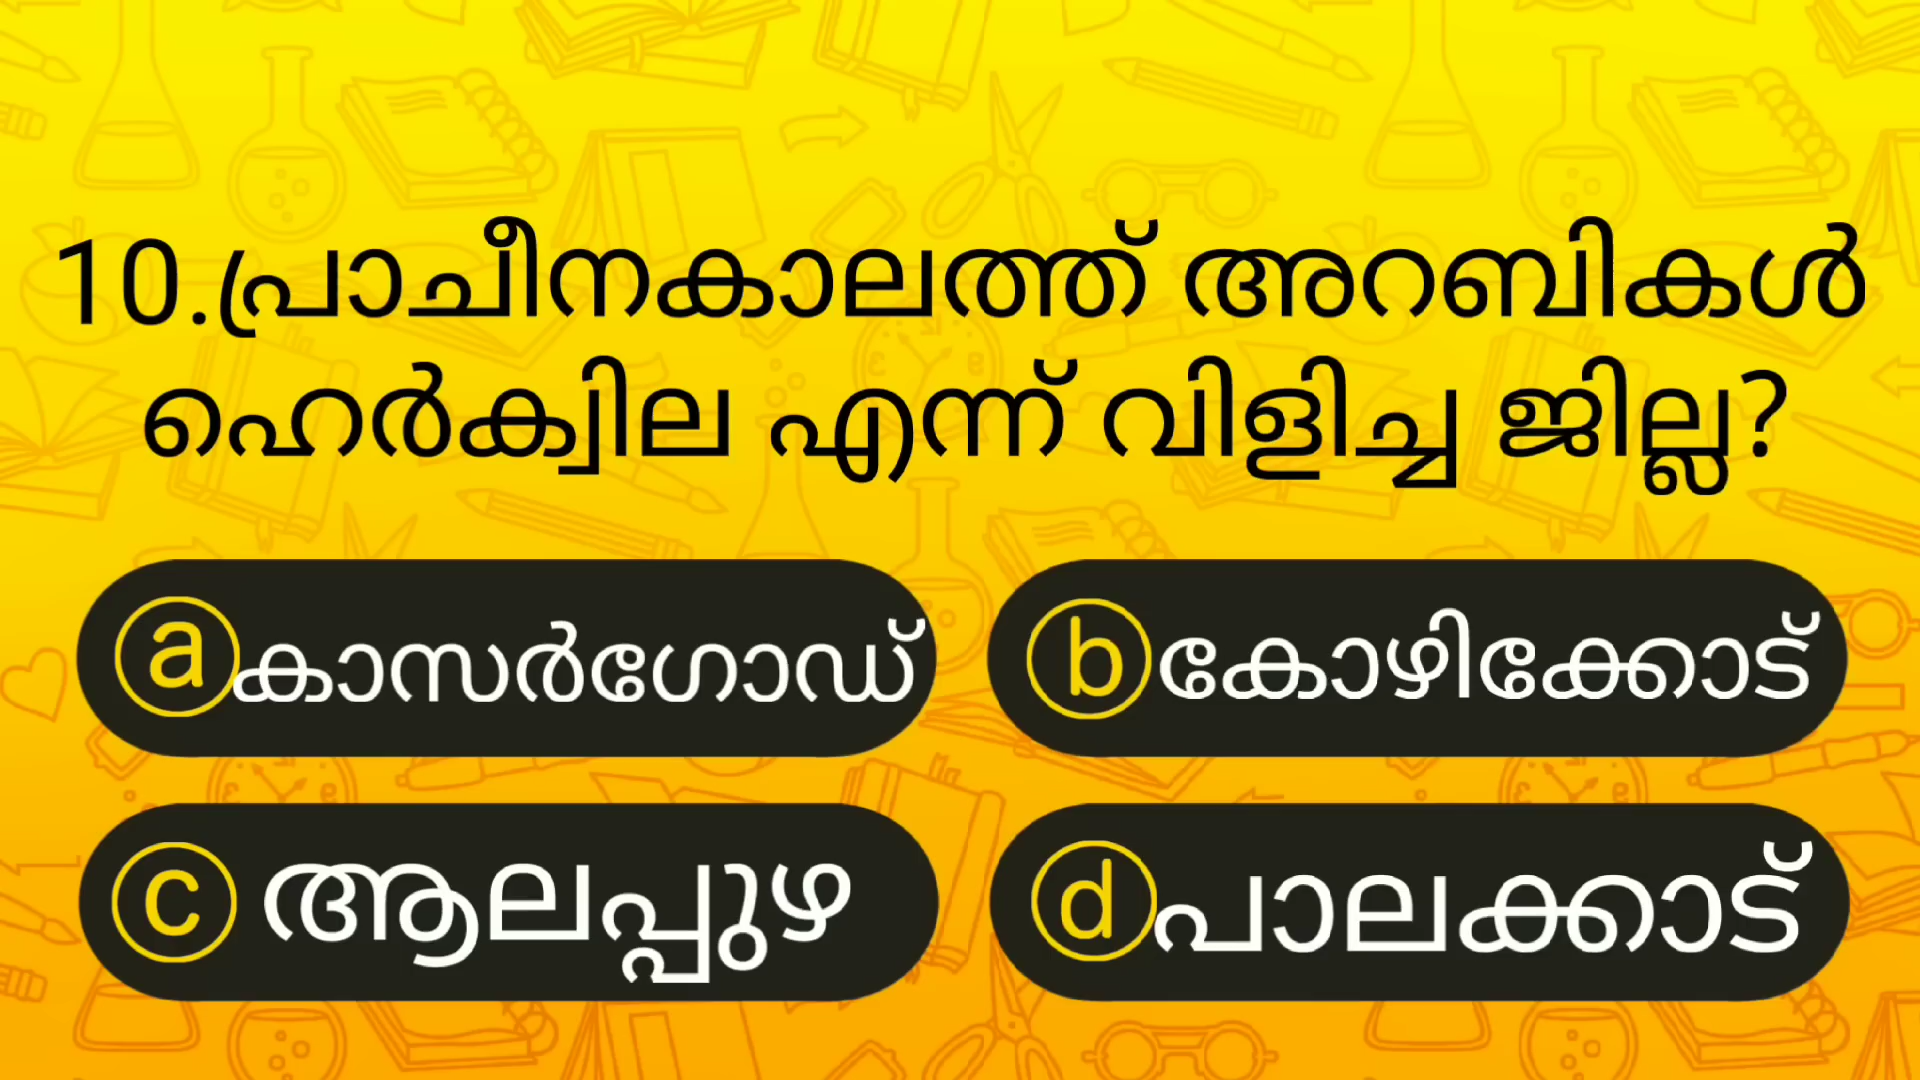 10.പ്രാചീനകാലത്ത് അറബികൾ
ഹെർക്വില എന്ന് വിളിച്ച ജില്ല?
a കാസർഗോഡ്
b കോഴിക്കോട്
c ആലപ്പുഴ
d പാലക്കാട്